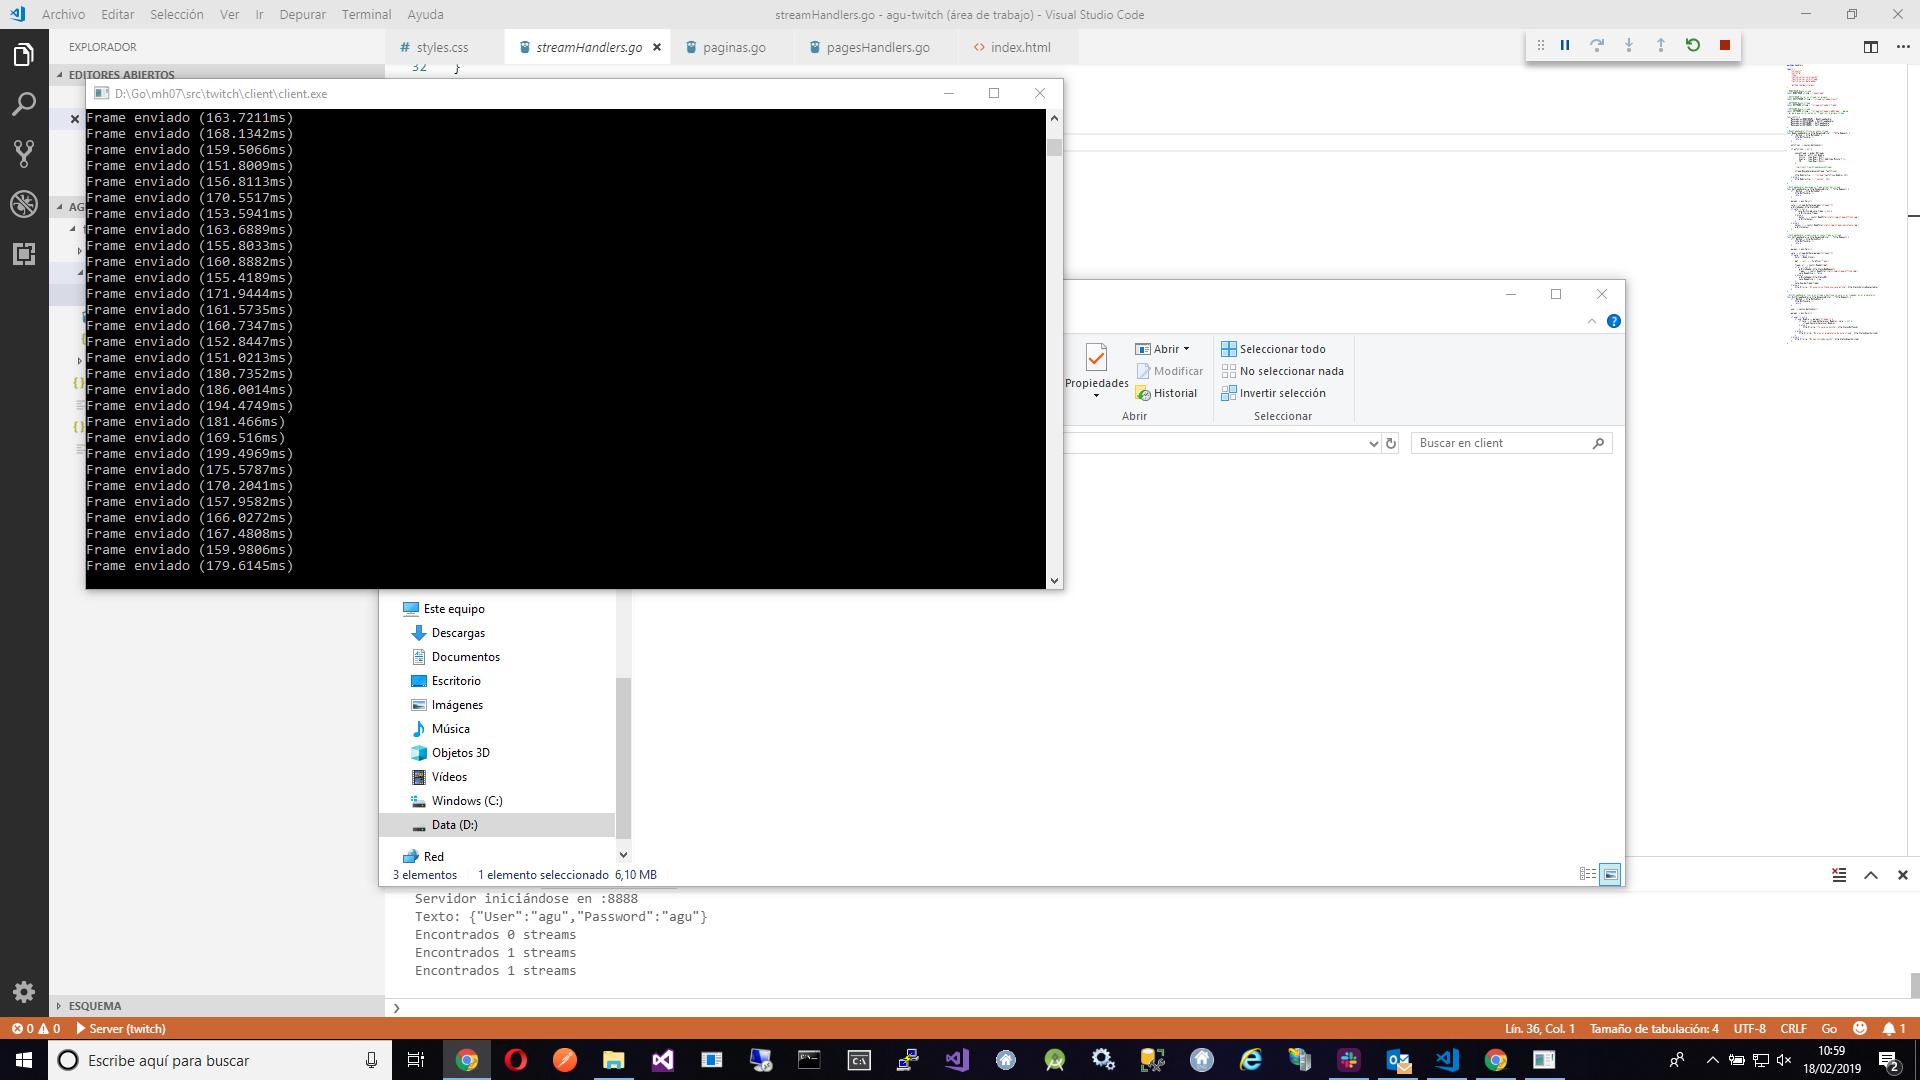 Archivo Editar Selección Ver Ir Depurar Terminal Ayuda
streamHandlers.go - agu-twitch (área de trabajo) - Visual Studio Code
EXPLORADOR
# styles.css streamHandlers.go paginas.go pagesHandlers.go <> index.html
EDITORES ABIERTOS
32 }
D:\Go\mh07\src\twitch\client\client.exe
Frame enviado (163.7211ms)
Frame enviado (168.1342ms)
Frame enviado (159.5066ms)
Frame enviado (151.8009ms)
Frame enviado (156.8113ms)
Frame enviado (170.5517ms)
Frame enviado (153.5941ms)
Frame enviado (163.6889ms)
Frame enviado (155.8033ms)
Frame enviado (160.8882ms)
Frame enviado (155.4189ms)
Frame enviado (171.9444ms)
Frame enviado (161.5735ms)
Frame enviado (160.7347ms)
Frame enviado (152.8447ms)
Frame enviado (151.0213ms)
Frame enviado (180.7352ms)
Frame enviado (186.0014ms)
Frame enviado (194.4749ms)
Frame enviado (181.466ms)
Frame enviado (169.516ms)
Frame enviado (199.4969ms)
Frame enviado (175.5787ms)
Frame enviado (170.2041ms)
Frame enviado (157.9582ms)
Frame enviado (166.0272ms)
Frame enviado (167.4808ms)
Frame enviado (159.9806ms)
Frame enviado (179.6145ms)
AG
Propiedades
Abrir
Modificar
Historial
Abrir
Seleccionar todo
No seleccionar nada
Invertir selección
Seleccionar
Buscar en client
Este equipo
Descargas
Documentos
Escritorio
Imágenes
Música
Objetos 3D
Vídeos
Windows (C:)
Data (D:)
Red
3 elementos 1 elemento seleccionado 6,10 MB
Servidor iniciándose en :8888
Texto: {"User":"agu","Password":"agu"}
Encontrados 0 streams
Encontrados 1 streams
Encontrados 1 streams
ESQUEMA
0 0 Server (twitch)
Lín. 36, Col. 1 Tamaño de tabulación: 4 UTF-8 CRLF Go 1
Escribe aquí para buscar
10:59
18/02/2019
2